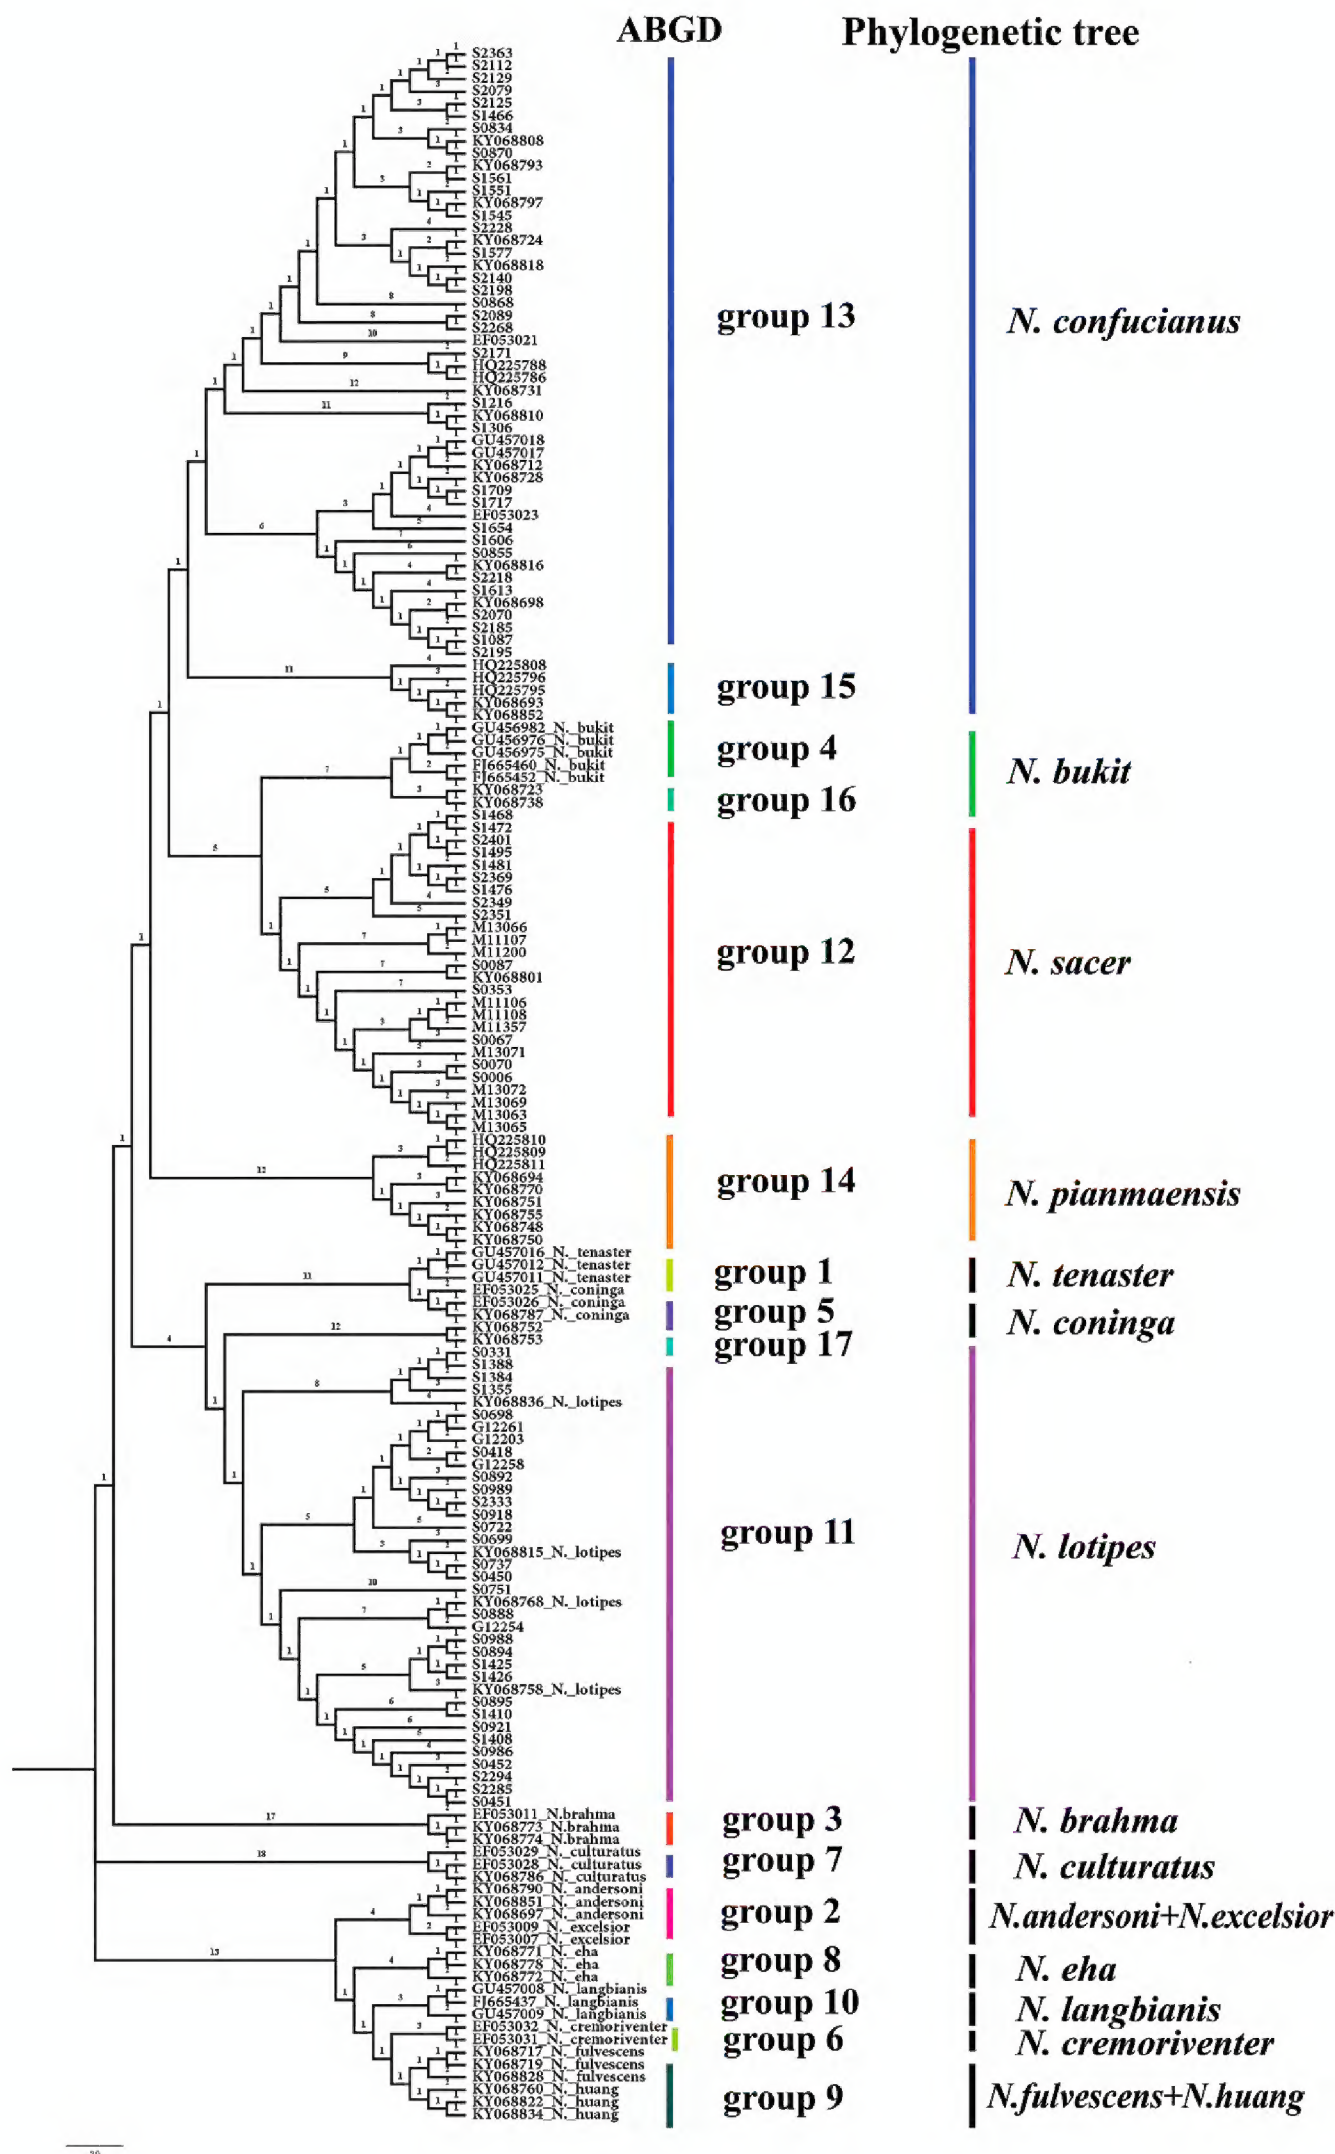 ABGD Phylogenetic tree
S2363
S2112
S2129
S2079
S2125
S1466
S0834
KY068808
S0870
KY068793
S1561
S1551
KY068797
S1545
S2228
KY068724
S1577
KY068818
S2140
S2198
S0868
S2089
S2268
EF053021
S2171
HQ225788
HQ225786
KY068731
S1216
KY068810
S1306
GU457018
GU457017
KY068712
KY068728
S1709
S1717
EF053023
S1654
S1606
S0855
KY068816
S2218
S1613
KY068698
S2070
S2185
S1087
S2195
group 13 N. confucianus
HQ225808
HQ225796
HQ225795
KY068693
KY068852
group 15
GU456982_N._bukit
GU456976_N._bukit
GU456975_N._bukit
FJ665460_N._bukit
FJ665452_N._bukit
group 4 N. bukit
KY068723
KY068738
group 16
S1468
S1472
S2401
S1495
S1481
S2369
S1476
S2349
S2351
M13066
M11107
M11200
S0087
KY068801
S0353
M11106
M11108
M11357
S0067
M13071
S0070
S0006
M13072
M13069
M13063
M13065
group 12 N. sacer
HQ225810
HQ225809
HQ225811
KY068694
KY068770
KY068751
KY068755
KY068748
KY068750
group 14 N. pianmaensis
GU457016_N._tenaster
GU457012_N._tenaster
GU457011_N._tenaster
group 1 N. tenaster
EF053025_N._coninga
EF053026_N._coninga
KY068787_N._coninga
group 5 N. coninga
KY068752
KY068753
group 17
S0331
S1388
S1384
S1355
KY068836_N._lotipes
S0698
G12261
G12203
S0418
G12258
S0892
S0989
S2333
S0918
S0722
S0699
KY068815_N._lotipes
S0737
S0450
S0751
KY068768_N._lotipes
S0888
G12254
S0988
S0894
S1425
S1426
KY068758_N._lotipes
S0895
S1410
S0921
S1408
S0986
S0452
S2294
S2285
S0451
group 11 N. lotipes
EF053011_N.brahma
KY068773_N.brahma
KY068774_N.brahma
group 3 N. brahma
EF053029_N._culturatus
EF053028_N._culturatus
KY068786_N._culturatus
group 7 N. culturatus
KY068790_N._andersoni
KY068851_N._andersoni
KY068697_N._andersoni
EF053009_N._excelsior
EF053007_N._excelsior
group 2 N.andersoni+N.excelsior
KY068771_N._eha
KY068778_N._eha
KY068772_N._eha
group 8 N. eha
GU457008_N._langbianis
FJ665437_N._langbianis
GU457009_N._langbianis
group 10 N. langbianis
EF053032_N._cremoriventer
EF053031_N._cremoriventer
group 6 N. cremoriventer
KY068717_N._fulvescens
KY068719_N._fulvescens
KY068828_N._fulvescens
KY068760_N._huang
KY068822_N._huang
KY068834_N._huang
group 9 N.fulvescens+N.huang